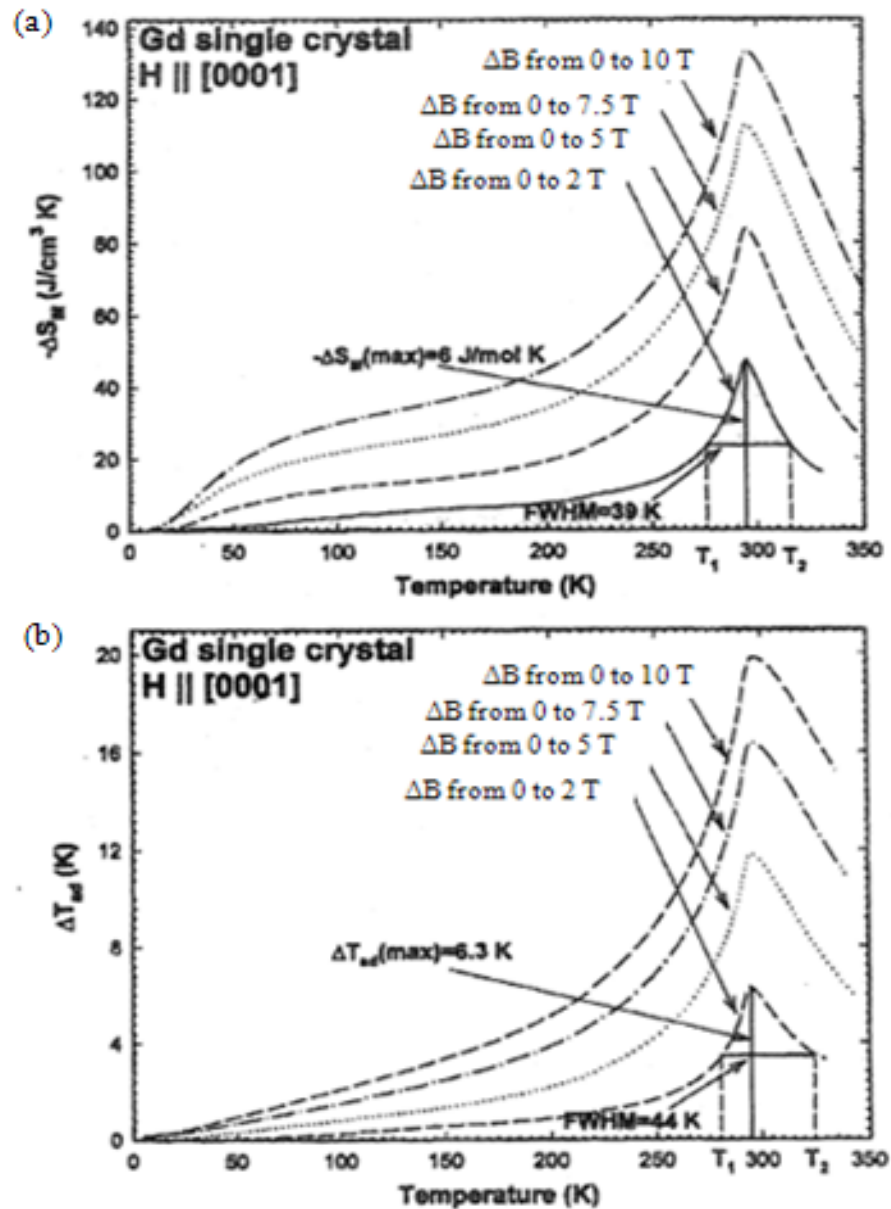 (a)
Gd single crystal
H || [0001]
ΔB from 0 to 10 T
ΔB from 0 to 7.5 T
ΔB from 0 to 5 T
ΔB from 0 to 2 T
-ΔS_M(max)=6 J/mol K
FWHM=39 K
-ΔS_M (J/cm³ K)
140
120
100
80
60
40
20
0
0 50 100 150 200 250 300 350
T₁ T₂
Temperature (K)
(b)
Gd single crystal
H || [0001]
ΔB from 0 to 10 T
ΔB from 0 to 7.5 T
ΔB from 0 to 5 T
ΔB from 0 to 2 T
ΔT_ad(max)=6.3 K
FWHM=44 K
ΔT_ad (K)
20
16
12
8
4
0
0 50 100 150 200 250 300 350
T₁ T₂
Temperature (K)